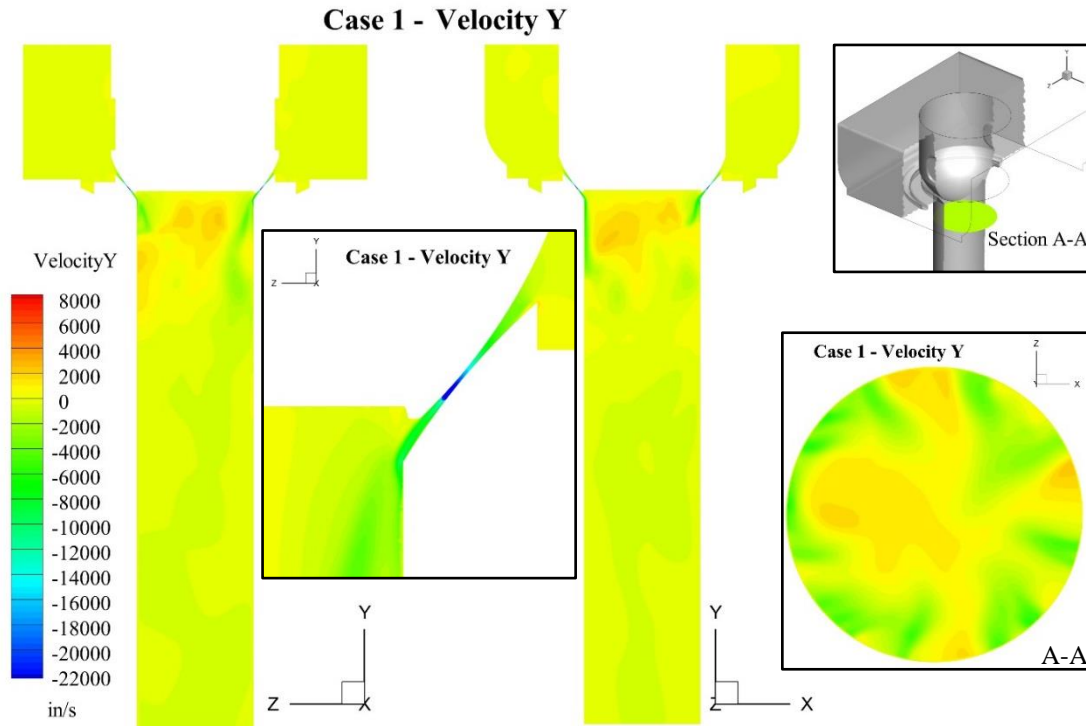 Case 1 - Velocity Y
Y
Z
Section A-A
VelocityY
8000
6000
4000
2000
0
-2000
-4000
-6000
-8000
-10000
-12000
-14000
-16000
-18000
-20000
-22000
in/s
Y
Z
X
Case 1 - Velocity Y
Case 1 - Velocity Y
Z
Y
X
A-A
Y
Z
X
Y
Z
X